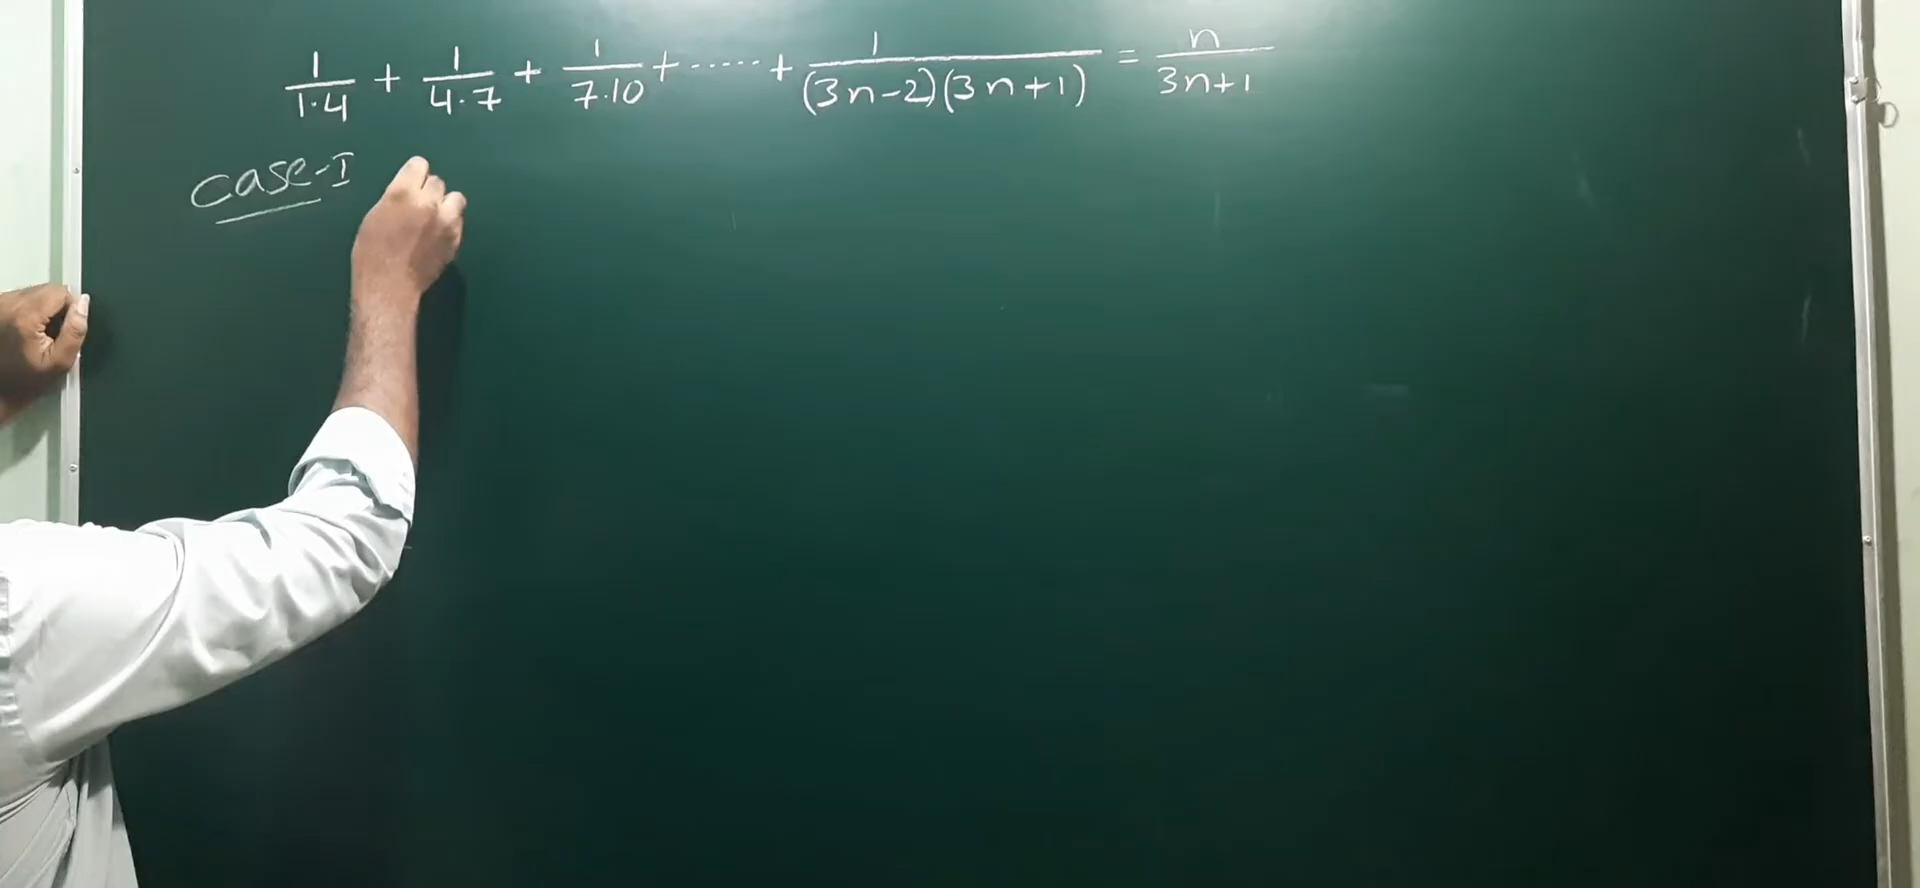 1/1·4 + 1/4·7 + 1/7·10 + ······ + 1/(3n-2)(3n+1) = n/3n+1
case-I